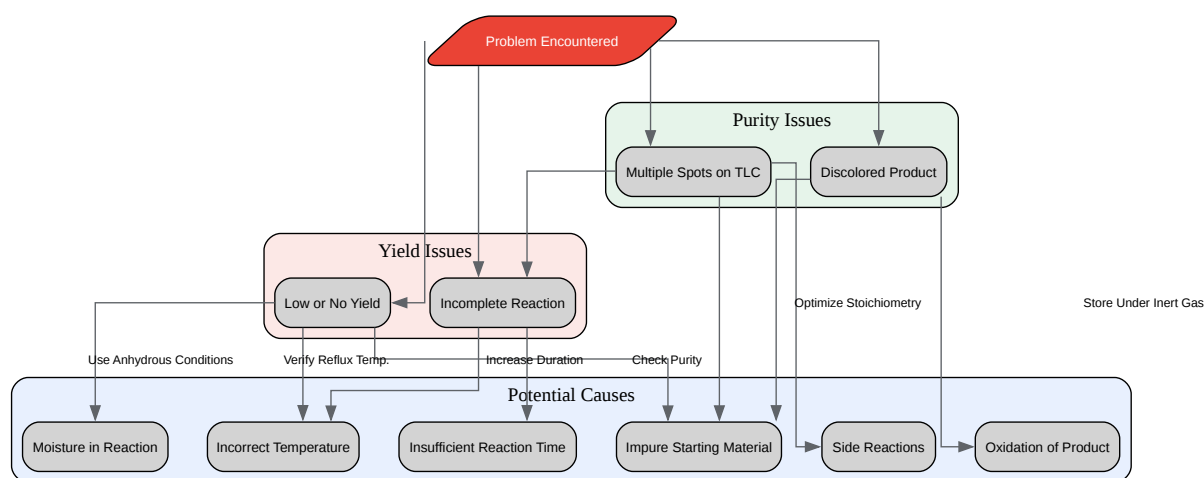 Problem Encountered
Purity Issues
Multiple Spots on TLC
Discolored Product
Yield Issues
Low or No Yield
Incomplete Reaction
Optimize Stoichiometry
Store Under Inert Gas
Use Anhydrous Conditions
Verify Reflux Temp.
Increase Duration
Check Purity
Potential Causes
Moisture in Reaction
Incorrect Temperature
Insufficient Reaction Time
Impure Starting Material
Side Reactions
Oxidation of Product